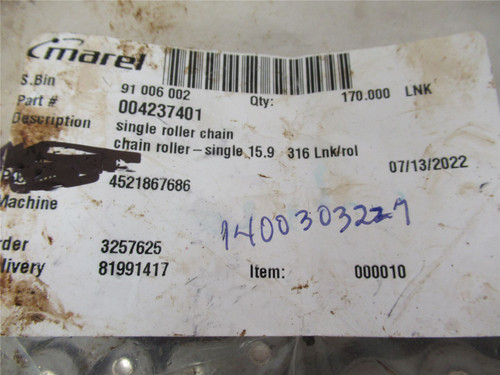 marel
S.Bin 91 006 002 Qty: 170.000 LNK
Part # 004237401
Description single roller chain
chain roller-single 15.9 316 Lnk/rol
07/13/2022
4521867686
Machine
1400303229
rder 3257625
livery 81991417 Item: 000010